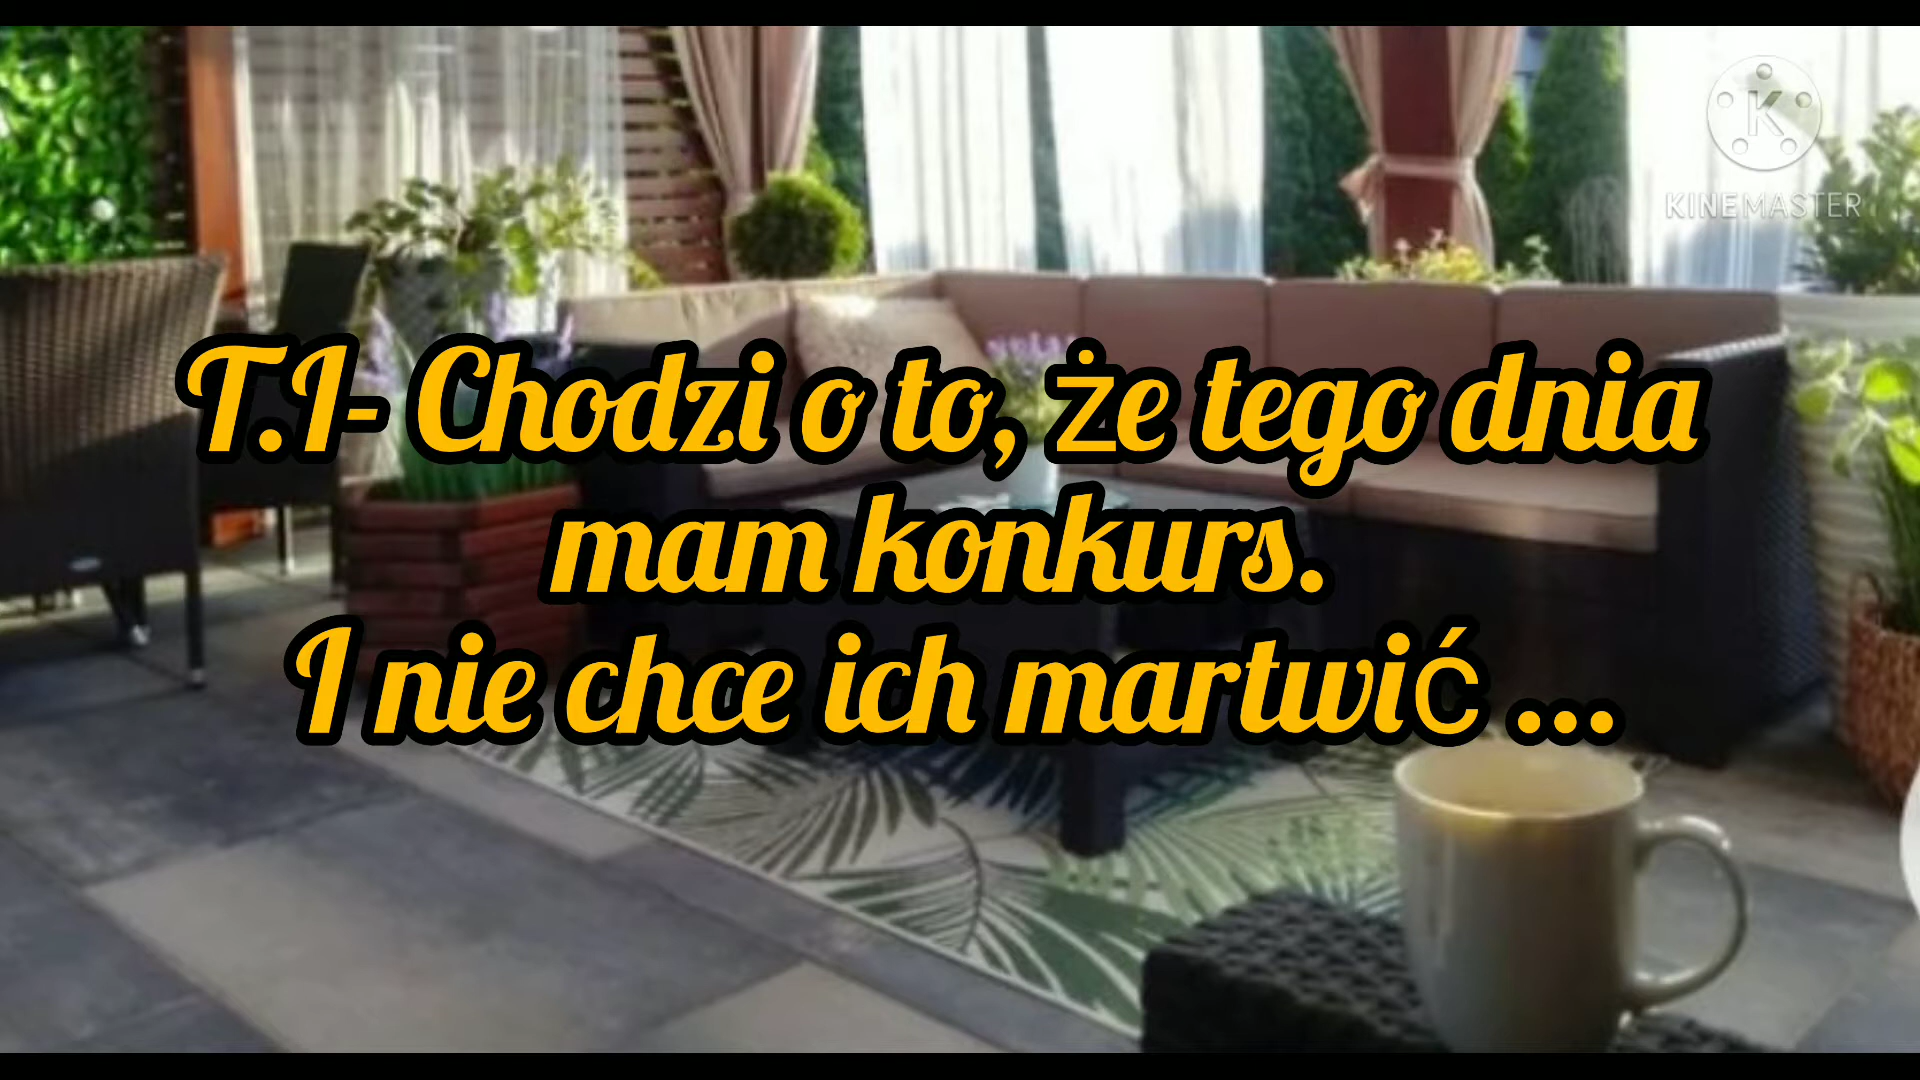 KINEMASTER
T.I- Chodzi o to, że tego dnia
mam konkurs.
I nie chce ich martwić ...